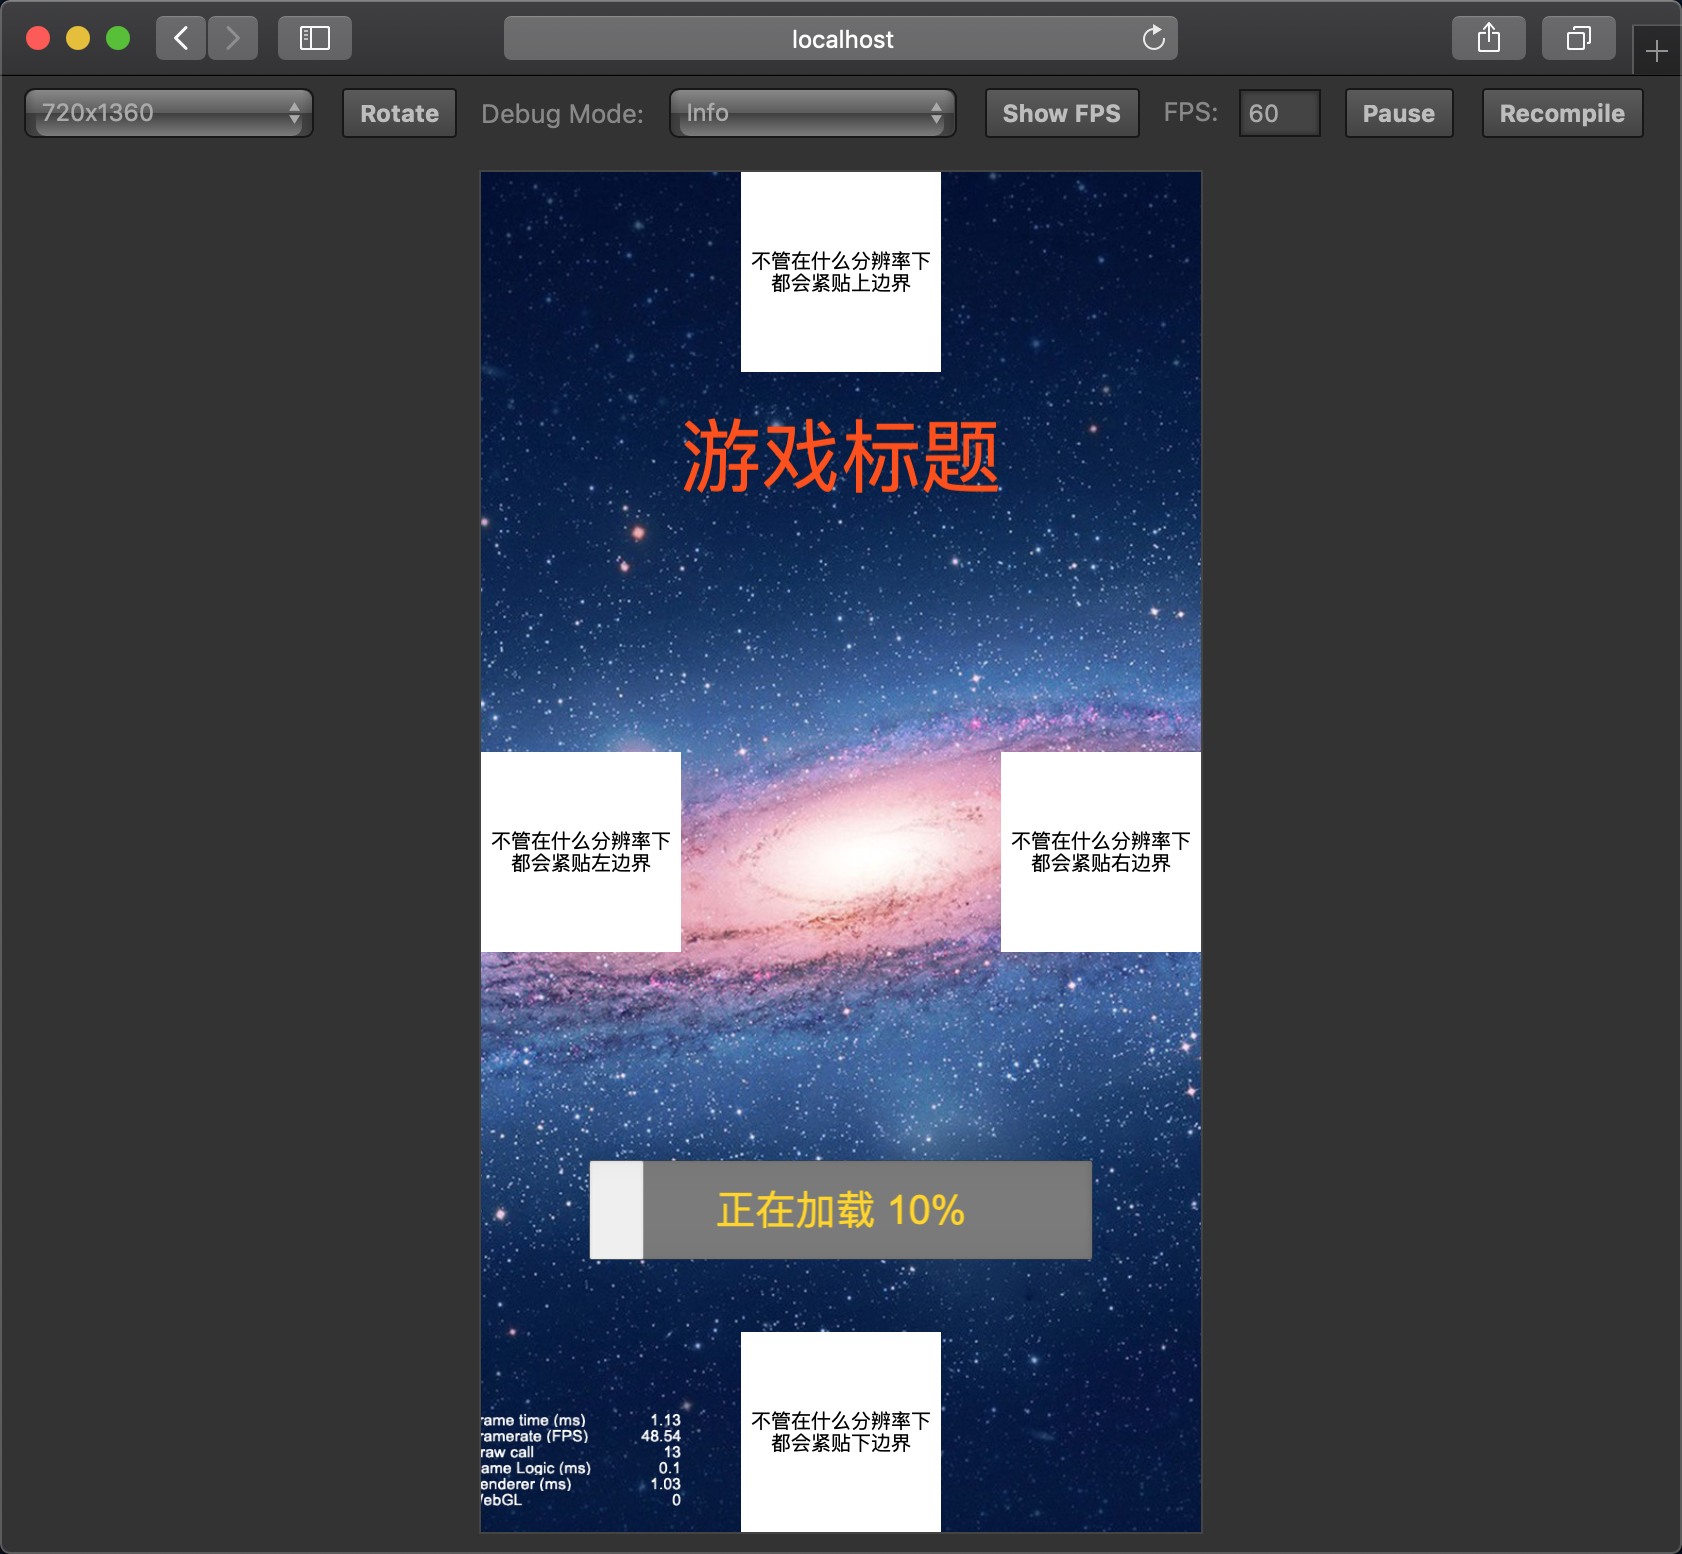 localhost
720x1360
Rotate
Debug Mode:
Info
Show FPS
FPS:
60
Pause
Recompile
不管在什么分辨率下
都会紧贴上边界
游戏标题
不管在什么分辨率下
都会紧贴左边界
不管在什么分辨率下
都会紧贴右边界
正在加载 10%
rame time (ms) 1.13
ramerate (FPS) 48.54
raw call 13
ame Logic (ms) 0.1
enderer (ms) 1.03
ebGL 0
不管在什么分辨率下
都会紧贴下边界